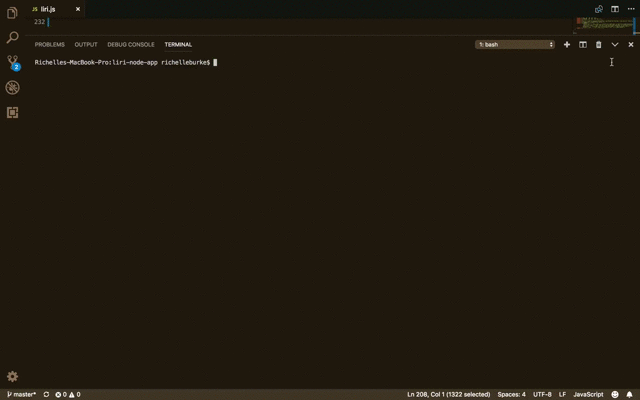 JS liri.js ×
232
PROBLEMS OUTPUT DEBUG CONSOLE TERMINAL 1: bash
Richelles-MacBook-Pro:liri-node-app richelleburke$
2
master* 0 0 Ln 208, Col 1 (1322 selected) Spaces: 4 UTF-8 LF JavaScript